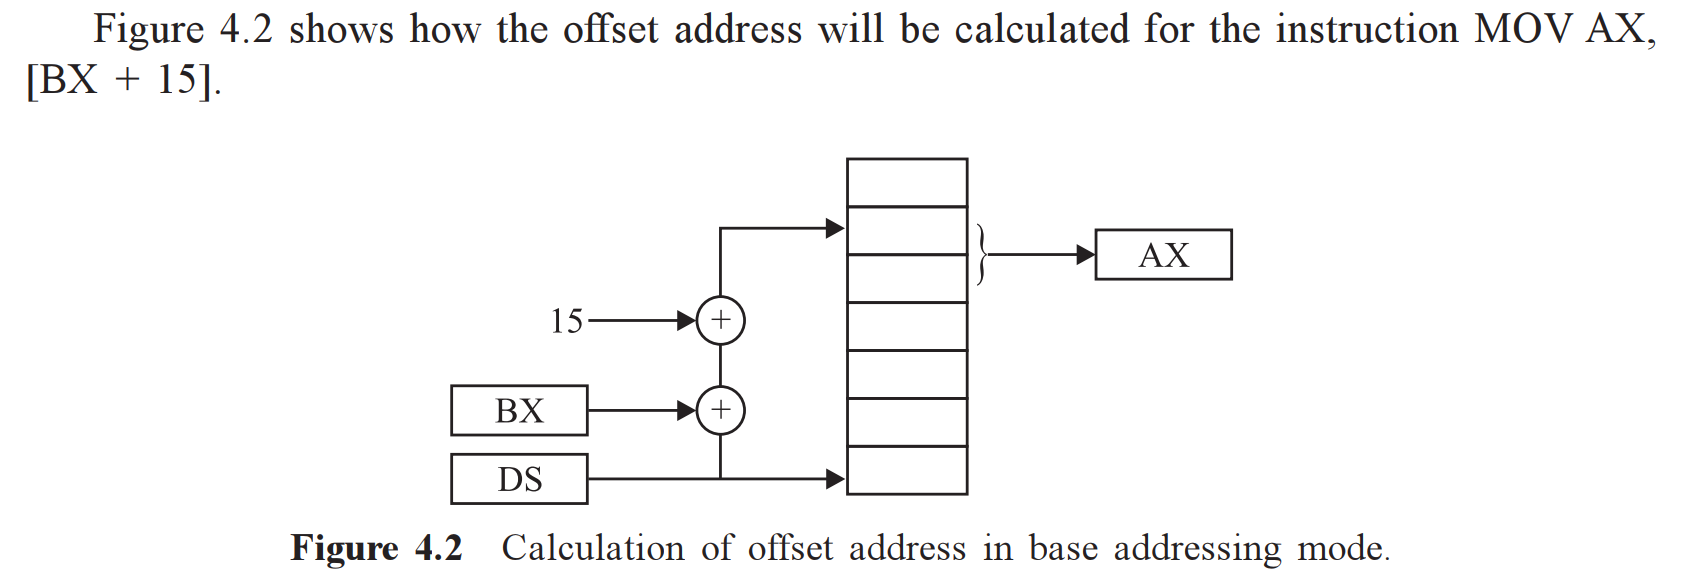 Figure 4.2 shows how the offset address will be calculated for the instruction MOV AX,
[BX + 15].
AX
15
+
BX
+
DS
Figure 4.2 Calculation of offset address in base addressing mode.